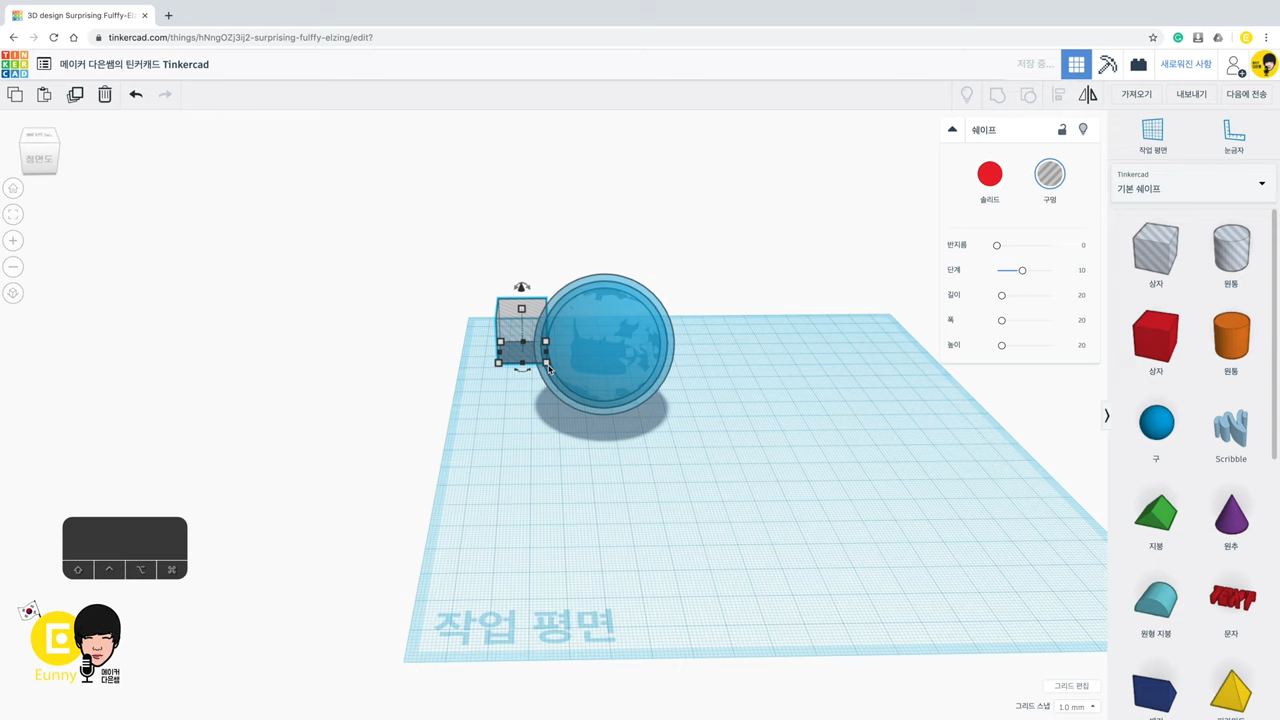 3D design Surprising Fulffy-Elz
tinkercad.com/things/hNngOZj3ij2-surprising-fulffy-elzing/edit?
TIN
KER
CAD
메이커 다은쌤의 틴커캐드 Tinkercad
저장 중...
새로워진 사항
가져오기
내보내기
다음에 전송
정면도
쉐이프
솔리드
구멍
반지름 0
단계 10
길이 20
폭 20
높이 20
작업 평면
눈금자
Tinkercad
기본 쉐이프
상자
원통
상자
원통
구
Scribble
지붕
원추
원형 지붕
TEXT
문자
작업 평면
Eunny
메이커
다은쌤
그리드 편집
그리드 스냅 1.0 mm